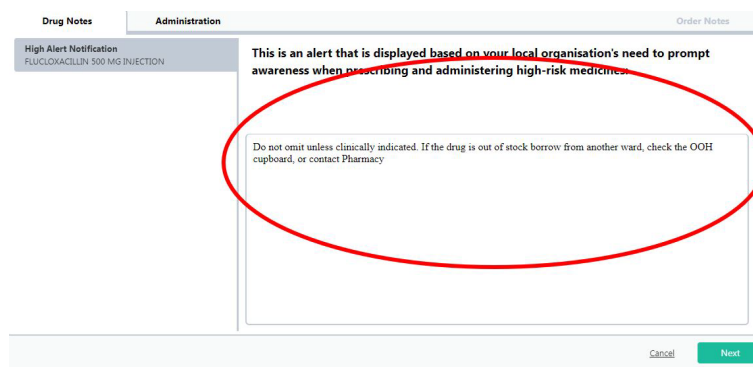 Drug Notes
Administration
Order Notes
High Alert Notification
FLUCLOXACILLIN 500 MG INJECTION
This is an alert that is displayed based on your local organisation's need to prompt
awareness when prescribing and administering high-risk medicines.
Do not omit unless clinically indicated. If the drug is out of stock borrow from another ward, check the OOH
cupboard, or contact Pharmacy
Cancel
Next